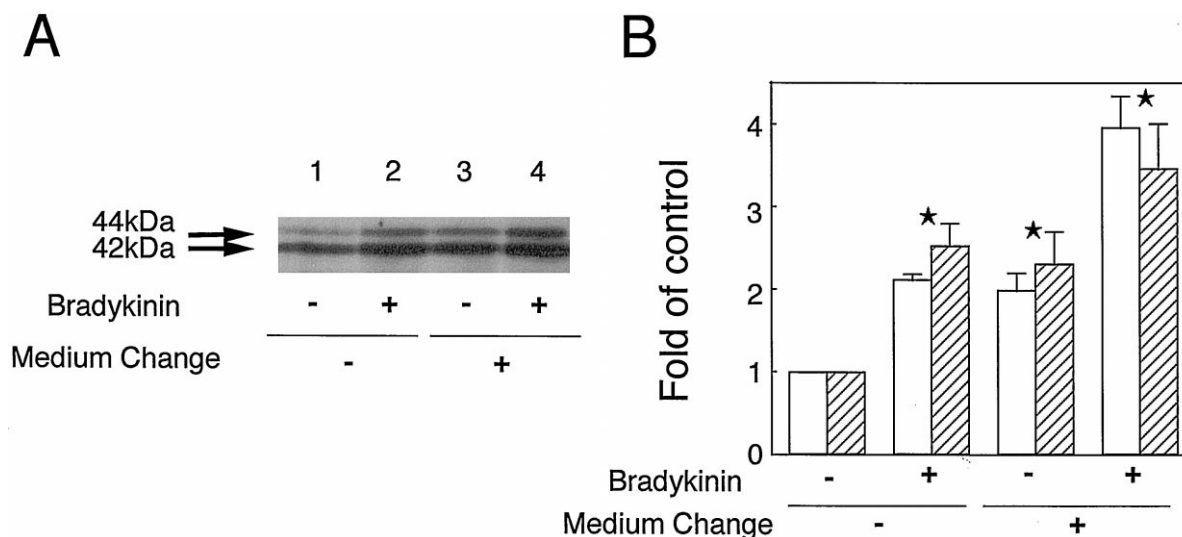 A
1 2 3 4
44kDa
42kDa
Bradykinin - + - +
Medium Change - +
B
Fold of control
4
3
2
1
0
★ ★ ★
Bradykinin - + - +
Medium Change - +